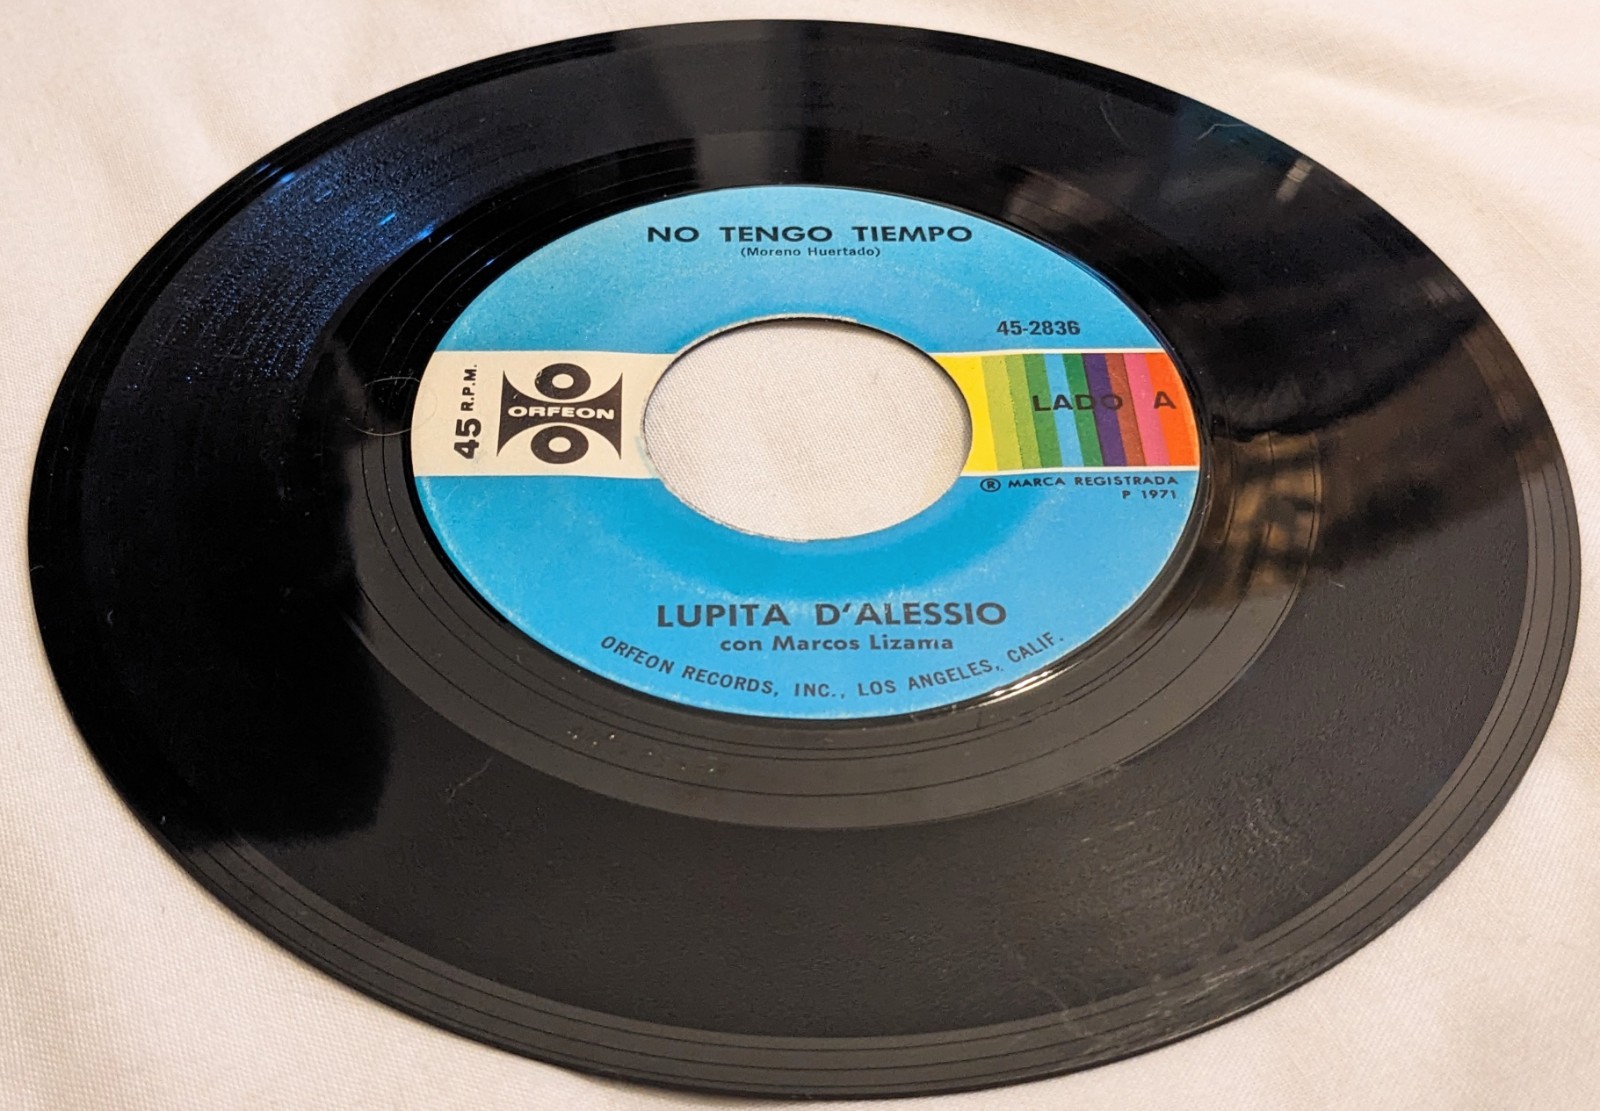 NO TENGO TIEMPO
(Moreno Huertado)
45-2836
45 R.P.M.
ORFEON
LADO A
® MARCA REGISTRADA
P 1971
LUPITA D'ALESSIO
con Marcos Lizama
ORFEON RECORDS, INC., LOS ANGELES, CALIF.